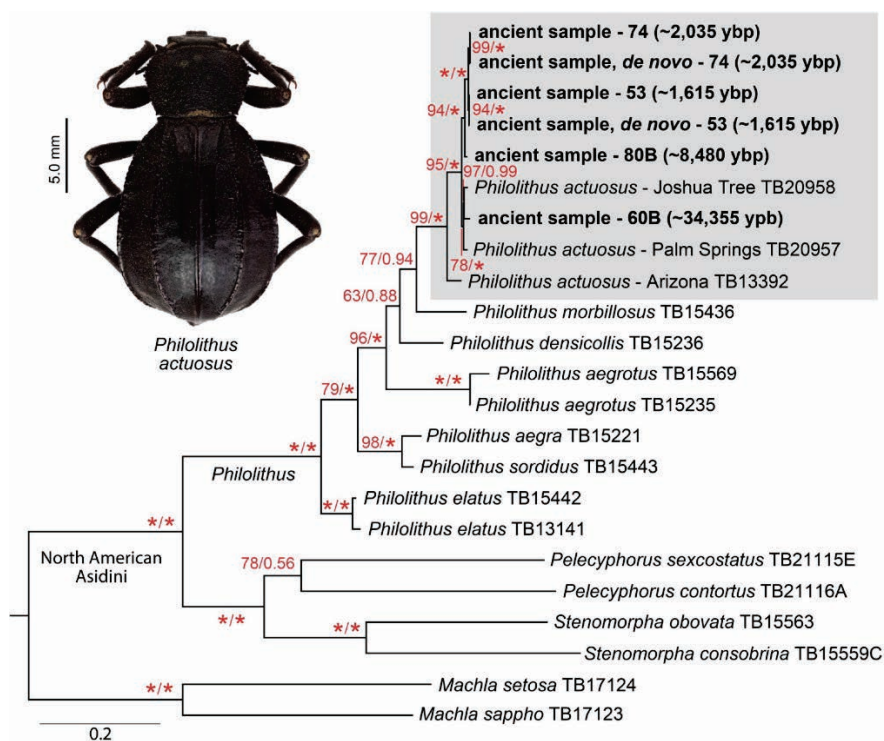 5.0 mm
Philolithus
actuosus
ancient sample - 74 (~2,035 ybp)
99/*
ancient sample, de novo - 74 (~2,035 ybp)
*/*
ancient sample - 53 (~1,615 ybp)
94/* 94/*
ancient sample, de novo - 53 (~1,615 ybp)
ancient sample - 80B (~8,480 ybp)
95/* 97/0.99
Philolithus actuosus - Joshua Tree TB20958
ancient sample - 60B (~34,355 ypb)
99/*
Philolithus actuosus - Palm Springs TB20957
77/0.94 78/*
Philolithus actuosus - Arizona TB13392
63/0.88
Philolithus morbillosus TB15436
Philolithus densicollis TB15236
96/*
*/* Philolithus aegrotus TB15569
79/*
Philolithus aegrotus TB15235
98/* Philolithus aegra TB15221
*/*
Philolithus
Philolithus sordidus TB15443
Philolithus elatus TB15442
*/*
Philolithus elatus TB13141
*/*
North American
Asidini
78/0.56
Pelecyphorus sexcostatus TB21115E
Pelecyphorus contortus TB21116A
*/*
*/* Stenomorpha obovata TB15563
Stenomorpha consobrina TB15559C
*/* Machla setosa TB17124
Machla sappho TB17123
0.2